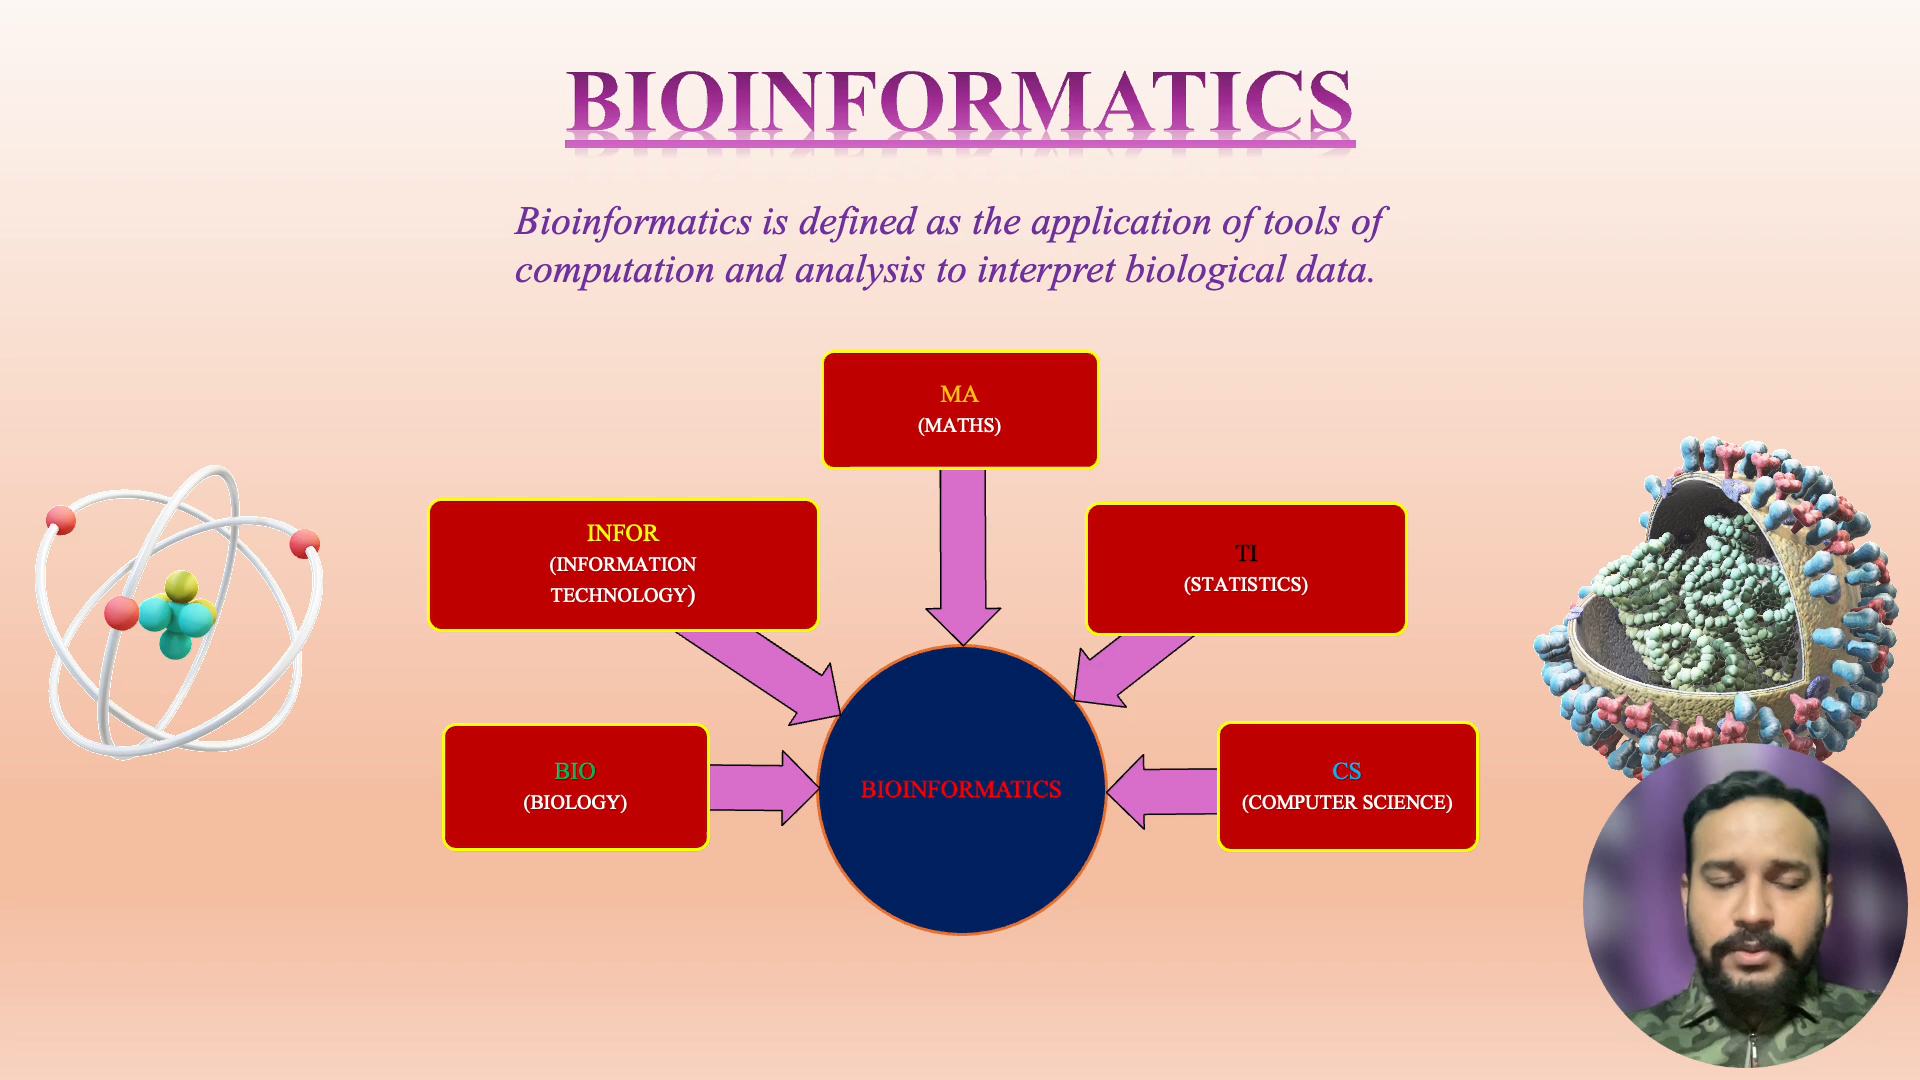 BIOINFORMATICS
Bioinformatics is defined as the application of tools of
computation and analysis to interpret biological data.
MA
(MATHS)
INFOR
(INFORMATION
TECHNOLOGY)
TI
(STATISTICS)
BIO
(BIOLOGY)
BIOINFORMATICS
CS
(COMPUTER SCIENCE)